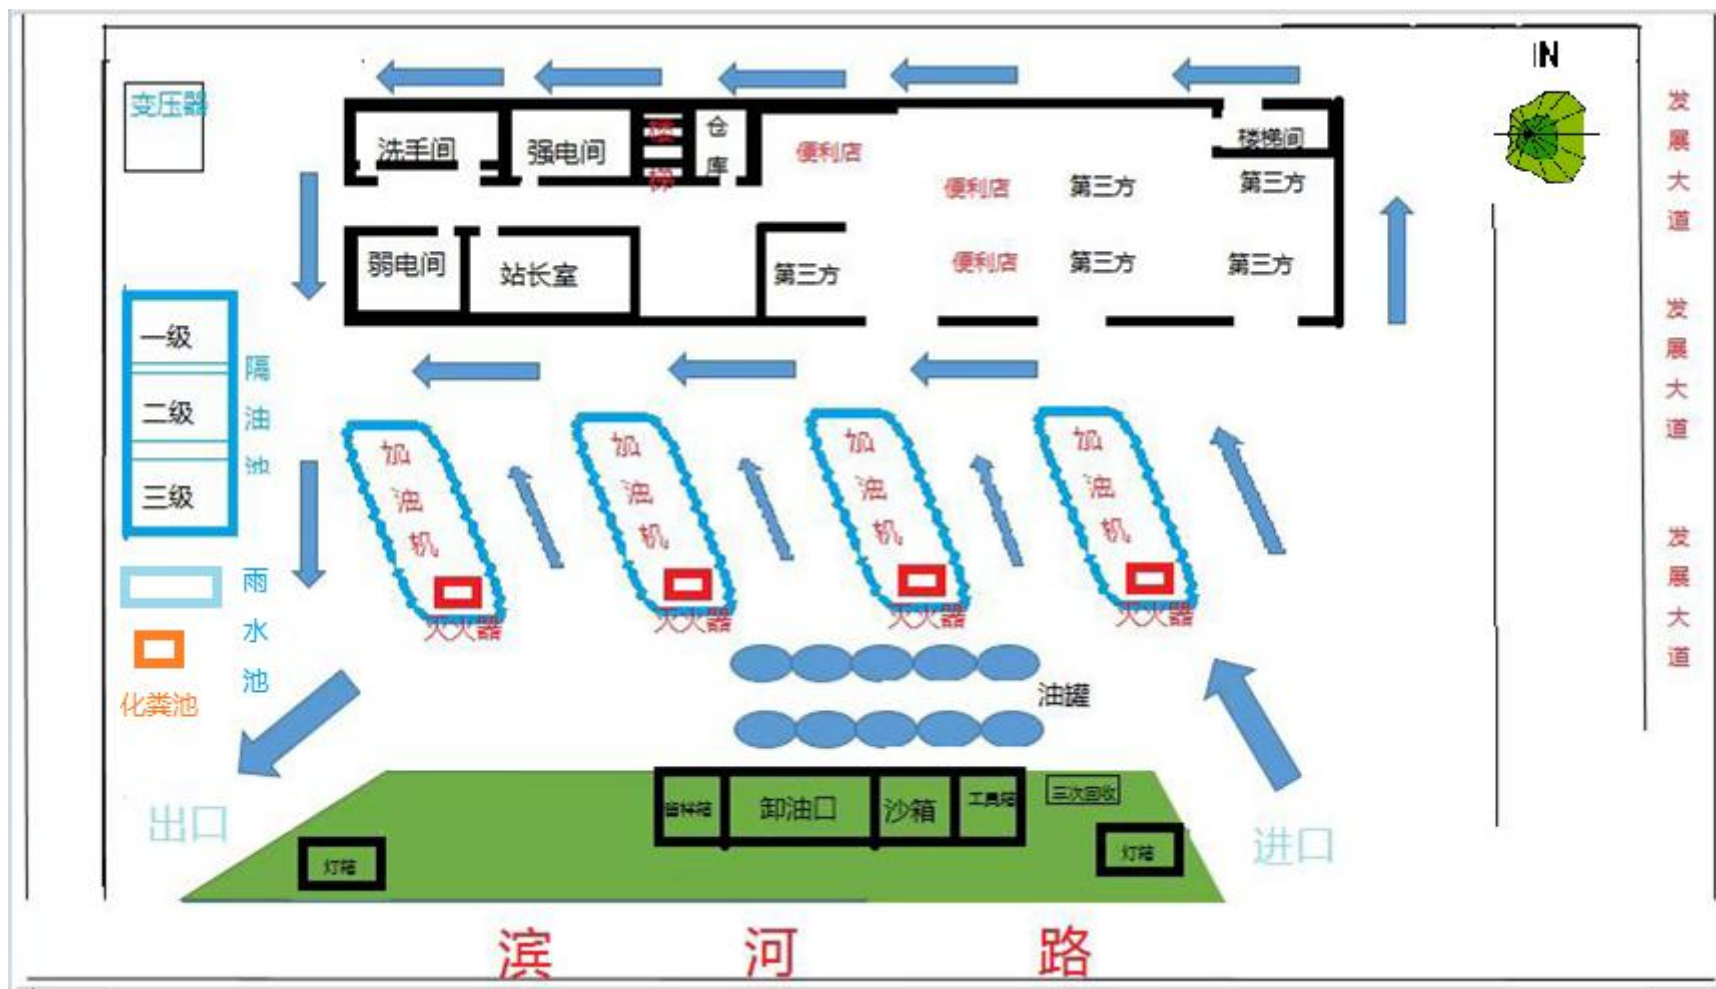 IN
变压器
洗手间
强电间
楼梯
仓库
便利店
楼梯间
便利店
第三方
第三方
弱电间
站长室
第三方
便利店
第三方
第三方
发展大道
发展大道
发展大道
一级
二级
三级
隔油池
加油机
加油机
加油机
加油机
灭火器
灭火器
灭火器
灭火器
雨水池
化粪池
油罐
出口
进口
留样箱
卸油口
沙箱
工具箱
三次回收
灯箱
灯箱
滨河路